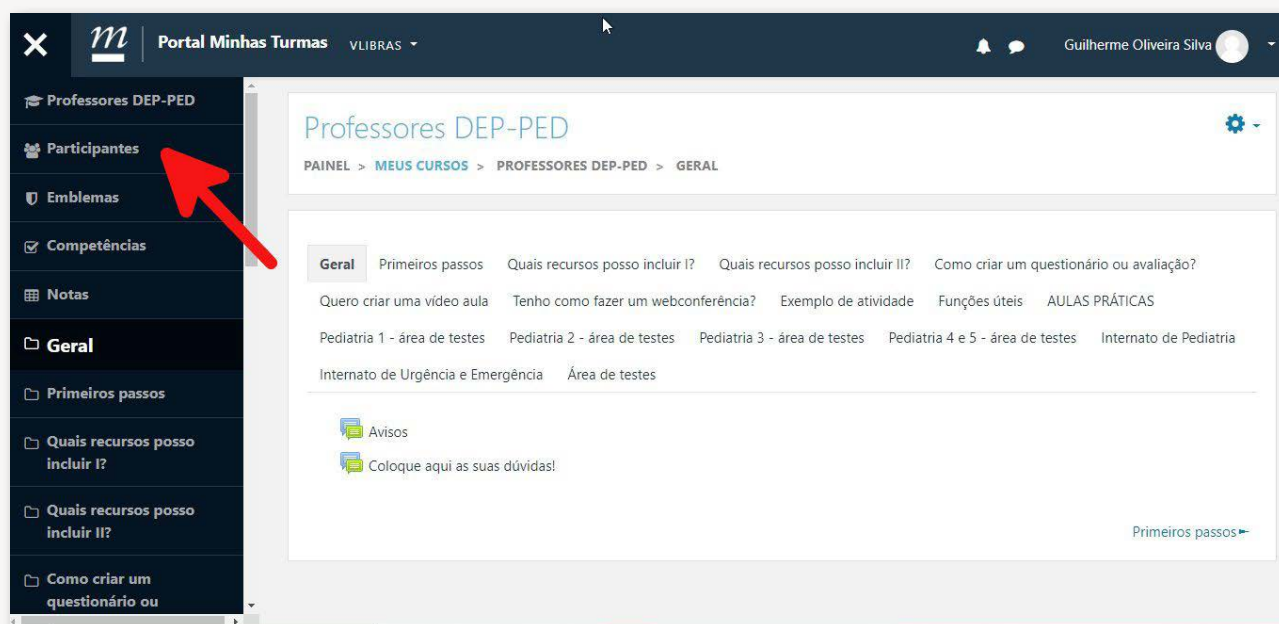 m Portal Minhas Turmas VLIBRAS Guilherme Oliveira Silva
Professores DEP-PED
Participantes
Emblemas
Competências
Notas
Geral
Primeiros passos
Quais recursos posso
incluir I?
Quais recursos posso
incluir II?
Como criar um
questionário ou
Professores DEP-PED
PAINEL > MEUS CURSOS > PROFESSORES DEP-PED > GERAL
Geral Primeiros passos Quais recursos posso incluir I? Quais recursos posso incluir II? Como criar um questionário ou avaliação?
Quero criar uma vídeo aula Tenho como fazer um webconferência? Exemplo de atividade Funções úteis AULAS PRÁTICAS
Pediatria 1 - área de testes Pediatria 2 - área de testes Pediatria 3 - área de testes Pediatria 4 e 5 - área de testes Internato de Pediatria
Internato de Urgência e Emergência Área de testes
Avisos
Coloque aqui as suas dúvidas!
Primeiros passos►